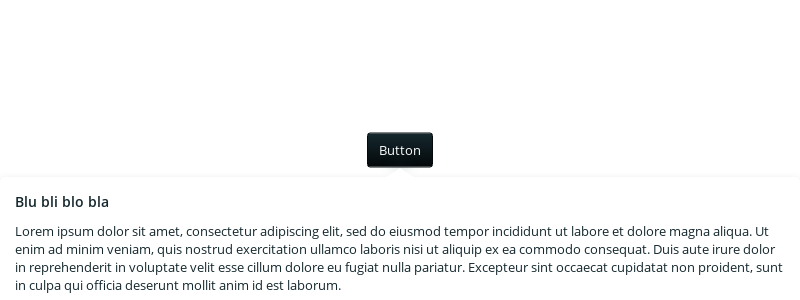 Button
Blu bli blo bla
Lorem ipsum dolor sit amet, consectetur adipiscing elit, sed do eiusmod tempor incididunt ut labore et dolore magna aliqua. Ut
enim ad minim veniam, quis nostrud exercitation ullamco laboris nisi ut aliquip ex ea commodo consequat. Duis aute irure dolor
in reprehenderit in voluptate velit esse cillum dolore eu fugiat nulla pariatur. Excepteur sint occaecat cupidatat non proident, sunt
in culpa qui officia deserunt mollit anim id est laborum.